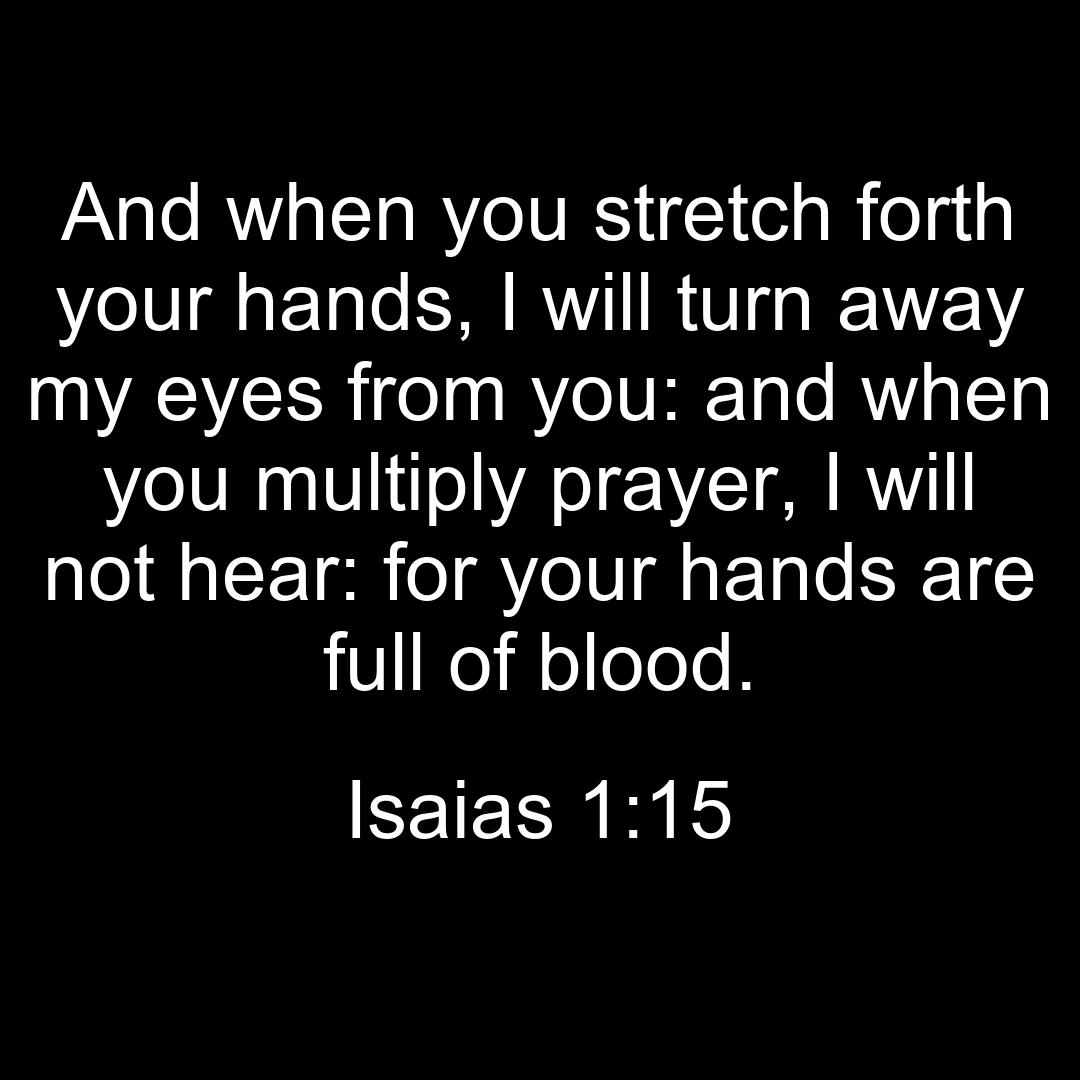 And when you stretch forth
your hands, I will turn away
my eyes from you: and when
you multiply prayer, I will
not hear: for your hands are
full of blood.
Isaias 1:15